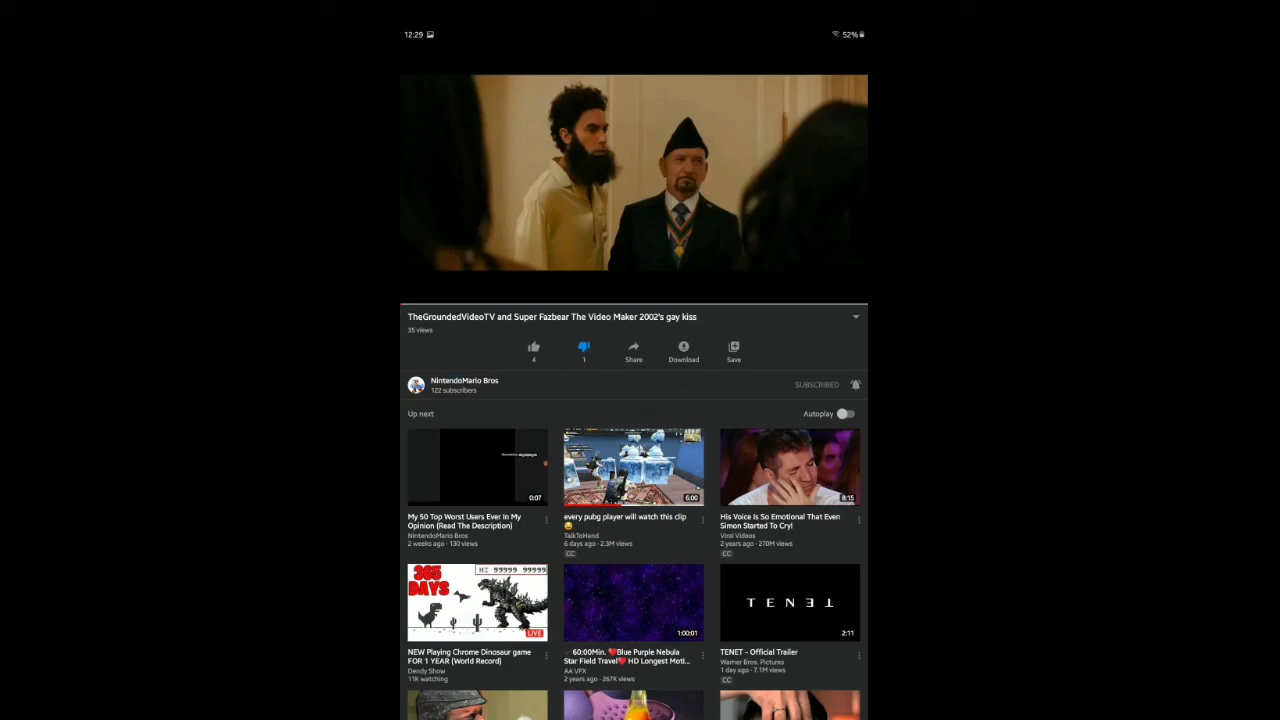 12:29
52%
TheGroundedVideoTV and Super Fazbear The Video Maker 2002's gay kiss
35 views
4
1
Share
Download
Save
NintendoMario Bros
122 subscribers
SUBSCRIBED
Up next
Autoplay
0:07
6:00
8:15
My 50 Top Worst Users Ever In My
Opinion (Read The Description)
NintendoMario Bros
2 weeks ago · 130 views
every pubg player will watch this clip
😄
TalkToHand
6 days ago · 2.3M views
CC
His Voice Is So Emotional That Even
Simon Started To Cry!
Viral Videos
2 years ago · 270M views
CC
365
DAYS
HI 99999 99999
LIVE
1:00:01
TENET
2:11
NEW Playing Chrome Dinosaur game
FOR 1 YEAR (World Record)
Dendy Show
11K watching
60:00Min. ❤️Blue Purple Nebula
Star Field Travel❤️ HD Longest Moti...
AA VFX
2 years ago · 267K views
TENET - Official Trailer
Warner Bros. Pictures
1 day ago · 7.1M views
CC